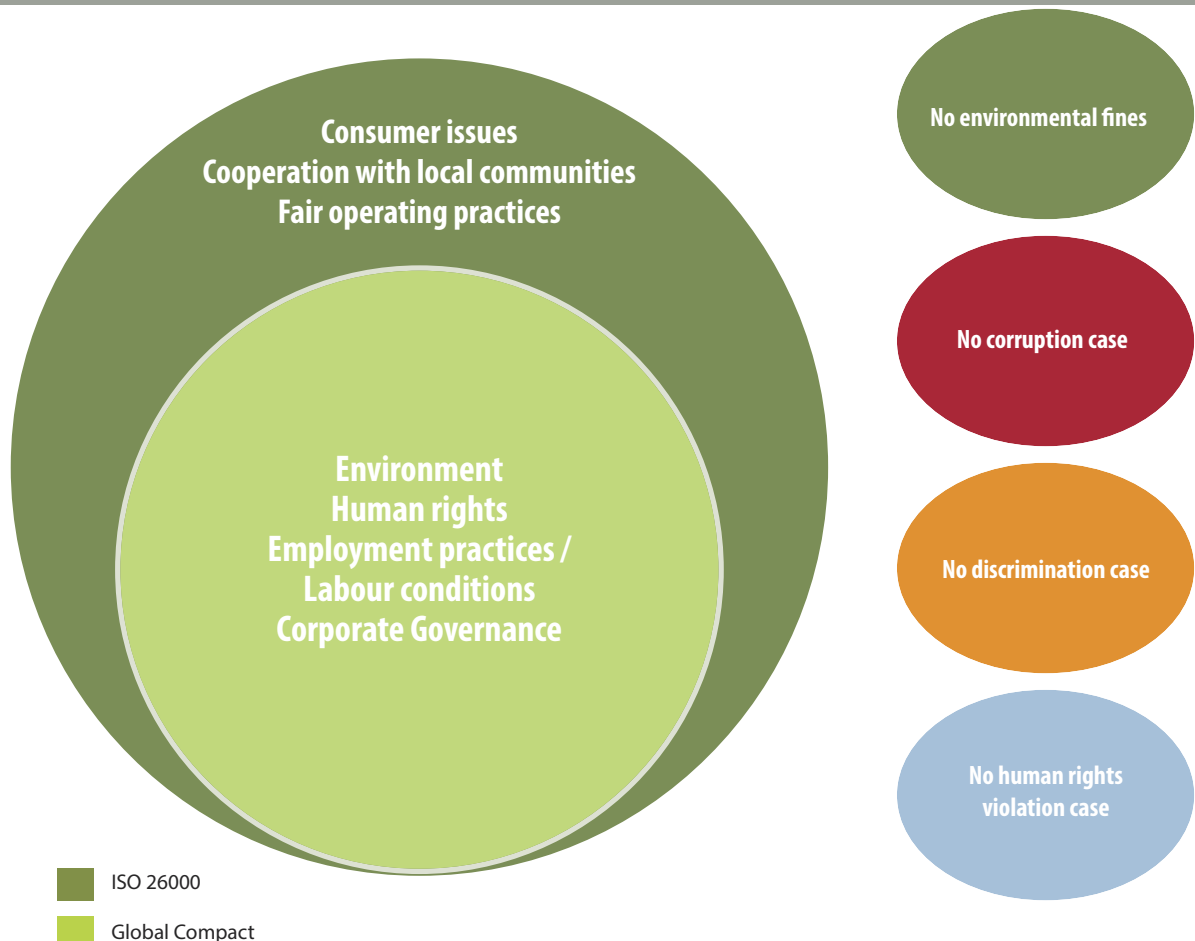 Consumer issues
Cooperation with local communities
Fair operating practices
Environment
Human rights
Employment practices /
Labour conditions
Corporate Governance
ISO 26000
Global Compact
No environmental fines
No corruption case
No discrimination case
No human rights
violation case